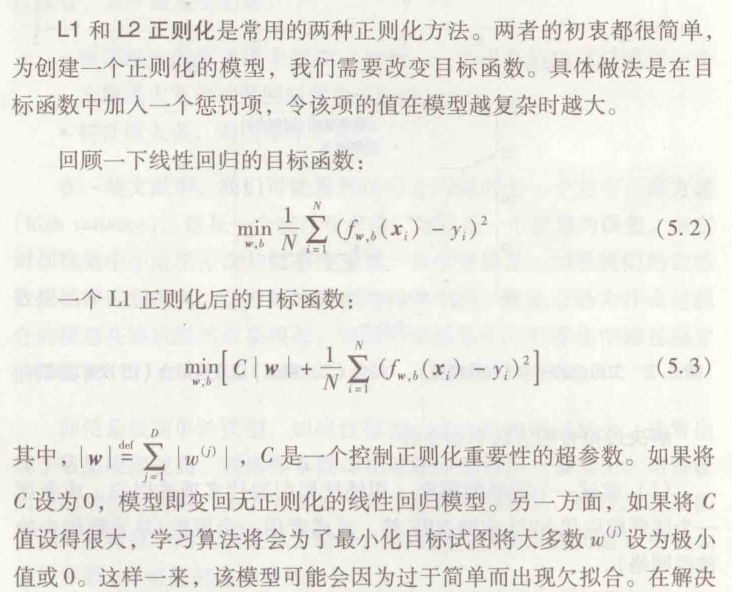 L1 和 L2 正则化是常用的两种正则化方法。两者的初衷都很简单,
为创建一个正则化的模型,我们需要改变目标函数。具体做法是在目
标函数中加入一个惩罚项,令该项的值在模型越复杂时越大。
回顾一下线性回归的目标函数:
$\min_{\boldsymbol{w},b} \frac{1}{N} \sum_{i=1}^{N} (f_{\boldsymbol{w},b}(\boldsymbol{x}_i) - y_i)^2$ (5.2)
一个 L1 正则化后的目标函数:
$\min_{\boldsymbol{w},b} \left[ C|\boldsymbol{w}| + \frac{1}{N} \sum_{i=1}^{N} (f_{\boldsymbol{w},b}(\boldsymbol{x}_i) - y_i)^2 \right]$ (5.3)
其中,$|\boldsymbol{w}| \overset{\text{def}}{=} \sum_{j=1}^{D} |w^{(j)}|$ C 是一个控制正则化重要性的超参数。如果将
C 设为 0,模型即变回无正则化的线性回归模型。另一方面,如果将 C
值设得很大,学习算法将会为了最小化目标试图将大多数 $w^{(j)}$ 设为极小
值或 0。这样一来,该模型可能会因为过于简单而出现欠拟合。在解决